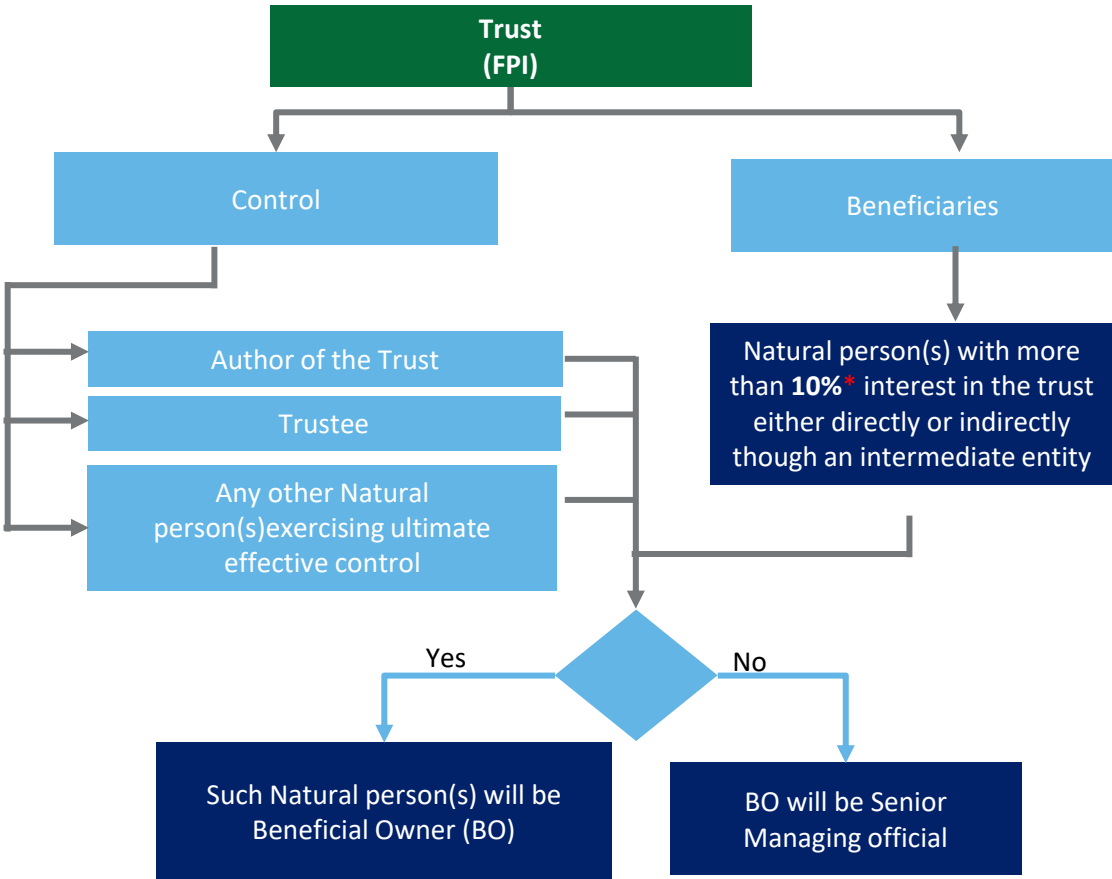 Trust
(FPI)
Control
Beneficiaries
Author of the Trust
Trustee
Any other Natural
person(s)exercising ultimate
effective control
Natural person(s) with more
than 10%* interest in the trust
either directly or indirectly
though an intermediate entity
Yes
No
Such Natural person(s) will be
Beneficial Owner (BO)
BO will be Senior
Managing official